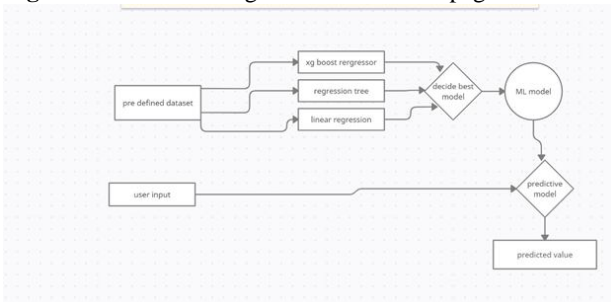 xg boost rergressor
pre defined dataset
regression tree
linear regression
decide best
model
ML model
user input
predictive
model
predicted value